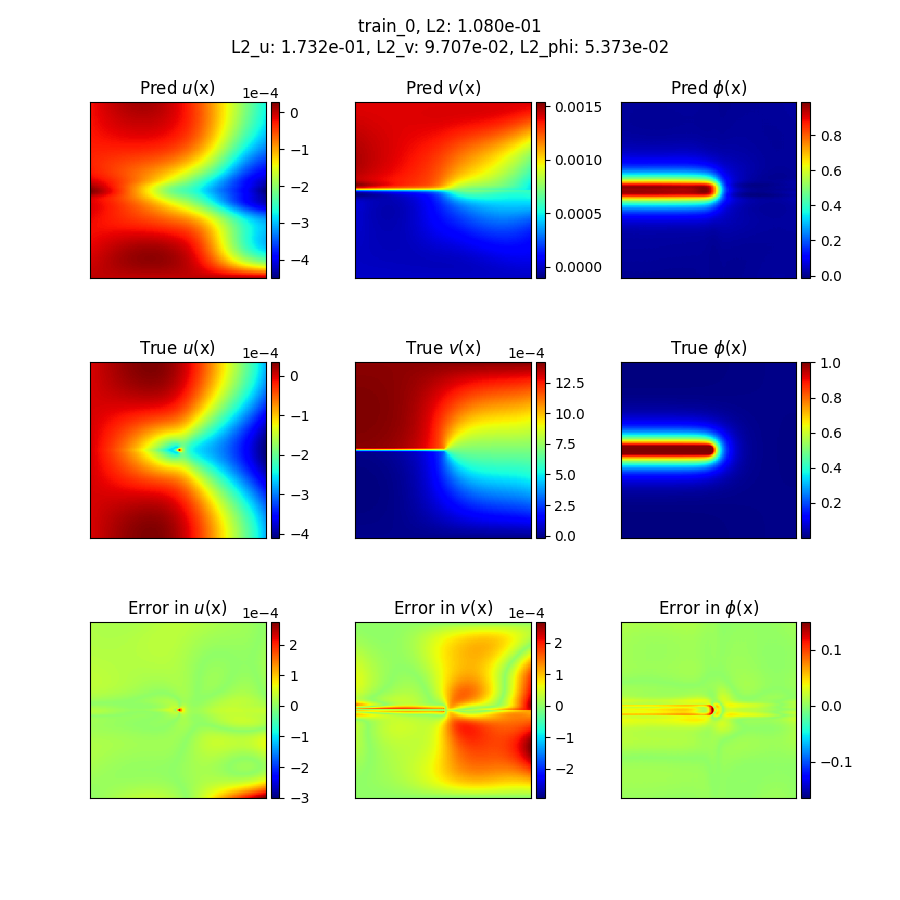 train_0, L2: 1.080e-01
L2_u: 1.732e-01, L2_v: 9.707e-02, L2_phi: 5.373e-02
Pred u(x)
1e−4
0
−1
−2
−3
−4
Pred v(x)
0.0015
0.0010
0.0005
0.0000
Pred ϕ(x)
0.8
0.6
0.4
0.2
0.0
True u(x)
1e−4
0
−1
−2
−3
−4
True v(x)
1e−4
12.5
10.0
7.5
5.0
2.5
0.0
True ϕ(x)
1.0
0.8
0.6
0.4
0.2
Error in u(x)
1e−4
2
1
0
−1
−2
−3
Error in v(x)
1e−4
2
1
0
−1
−2
Error in ϕ(x)
0.1
0.0
−0.1